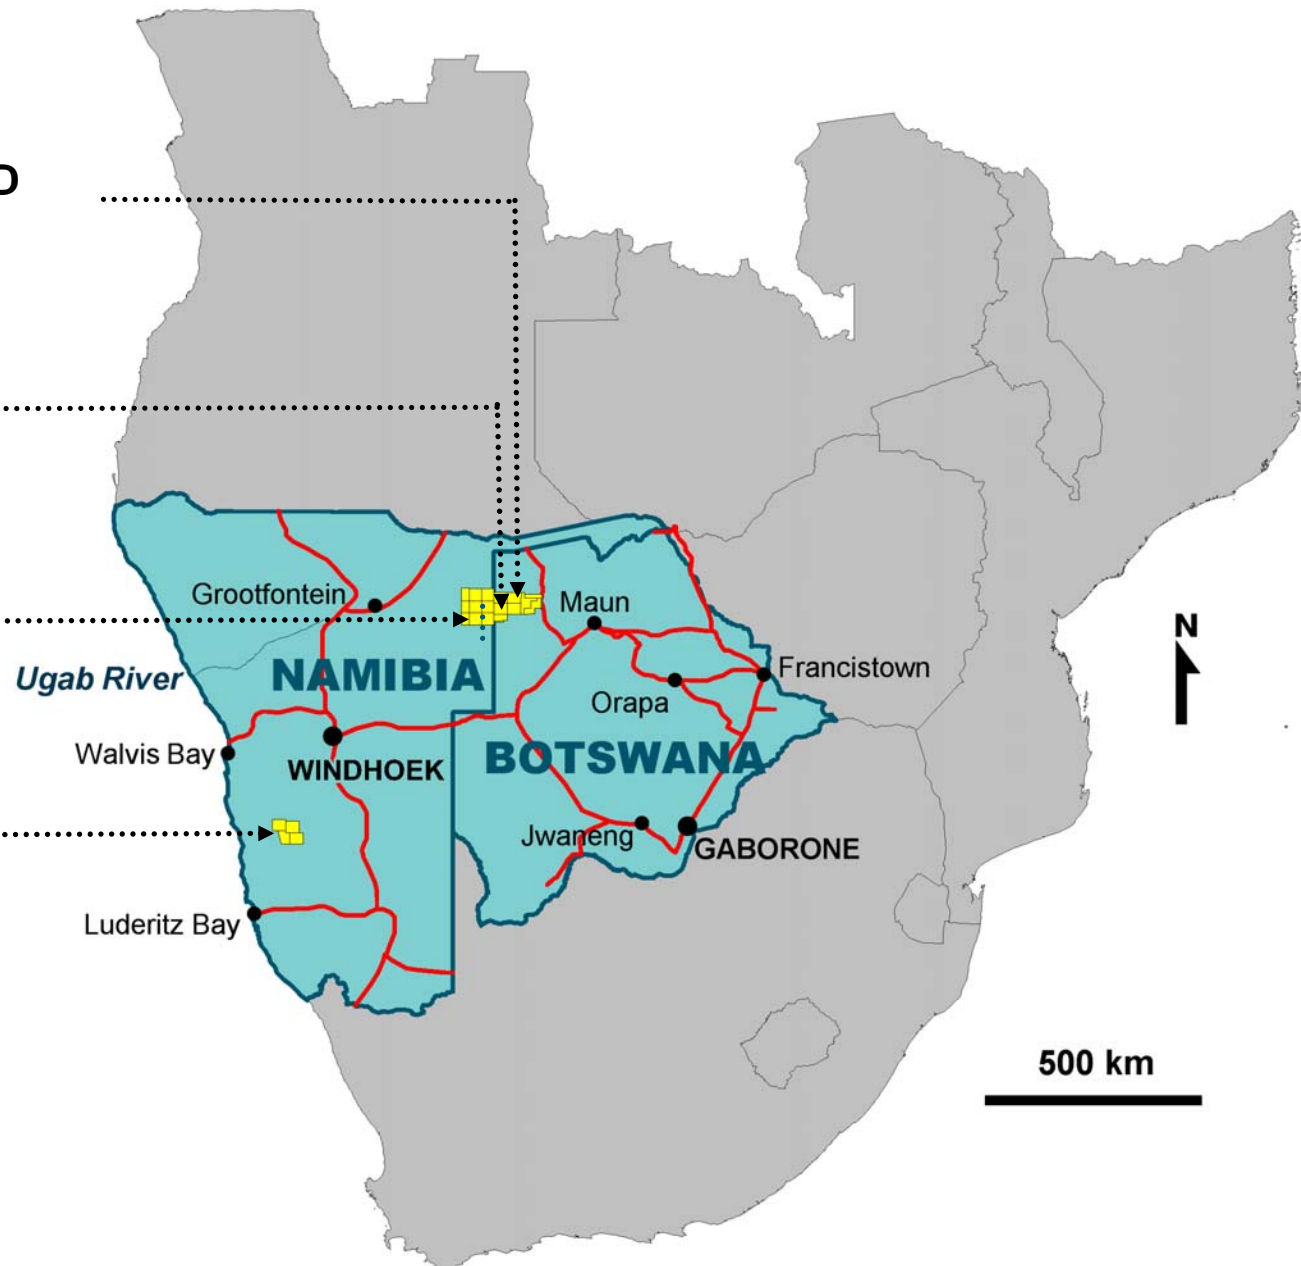 D
Grootfontein
Maun
N
Ugab River
NAMIBIA
Francistown
Orapa
Walvis Bay
WINDHOEK
BOTSWANA
Jwaneng
GABORONE
Luderitz Bay
500 km